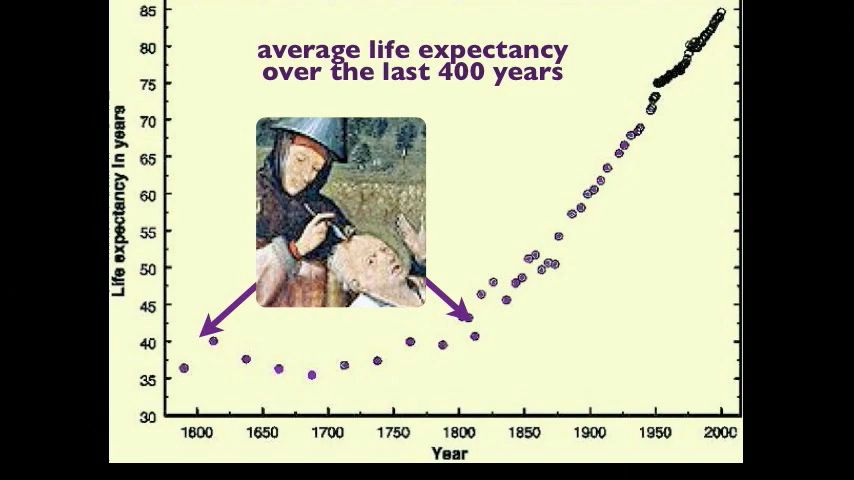 85
80
average life expectancy
over the last 400 years
75
70
65
60
55
50
45
40
35
30
Life expectancy in years
1600 1650 1700 1750 1800 1850 1900 1950 2000
Year